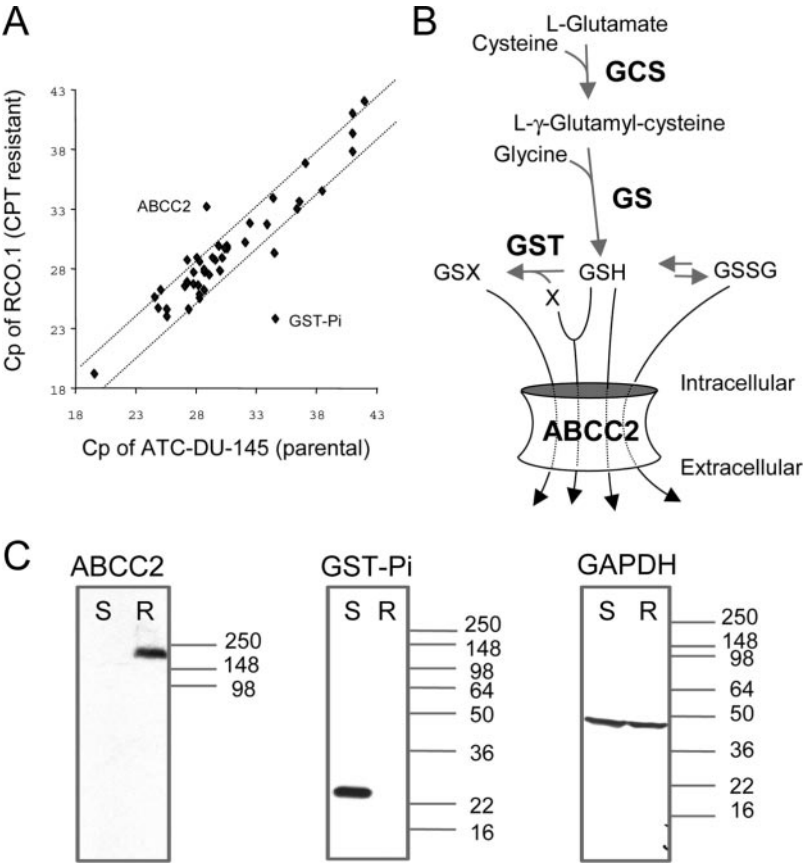 A
Cp of RCO.1 (CPT resistant)
43
38
33
28
23
18
ABCC2
GST-Pi
18 23 28 33 38 43
Cp of ATC-DU-145 (parental)
B
L-Glutamate
Cysteine
GCS
L-γ-Glutamyl-cysteine
Glycine
GS
GST
GSX
GSH
GSSG
X
Intracellular
ABCC2
Extracellular
C
ABCC2
S R
250
148
98
GST-Pi
S R
250
148
98
64
50
36
22
16
GAPDH
S R
250
148
98
64
50
36
22
16